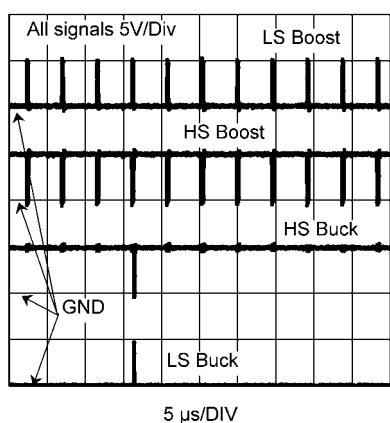 All signals 5V/Div
LS Boost
HS Boost
HS Buck
GND
LS Buck
5 µs/DIV